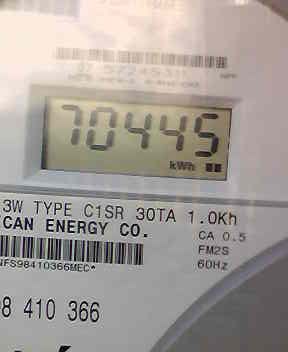 70445
kWh
3W TYPE C1SR 30TA 1.0Kh
CAN ENERGY CO.
CA 0.5
FM2S
NFS98410366MEC*
60Hz
8 410 366